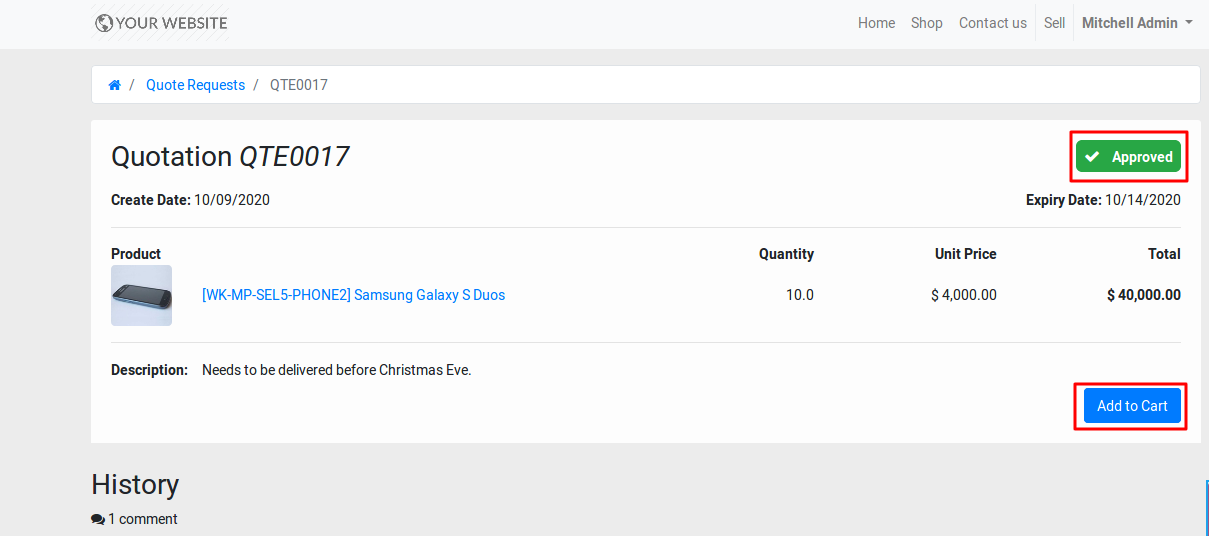 YOUR WEBSITE Home Shop Contact us Sell Mitchell Admin
/ Quote Requests / QTE0017
Quotation QTE0017 Approved
Create Date: 10/09/2020 Expiry Date: 10/14/2020
Product Quantity Unit Price Total
[WK-MP-SEL5-PHONE2] Samsung Galaxy S Duos 10.0 $ 4,000.00 $ 40,000.00
Description: Needs to be delivered before Christmas Eve.
Add to Cart
History
1 comment